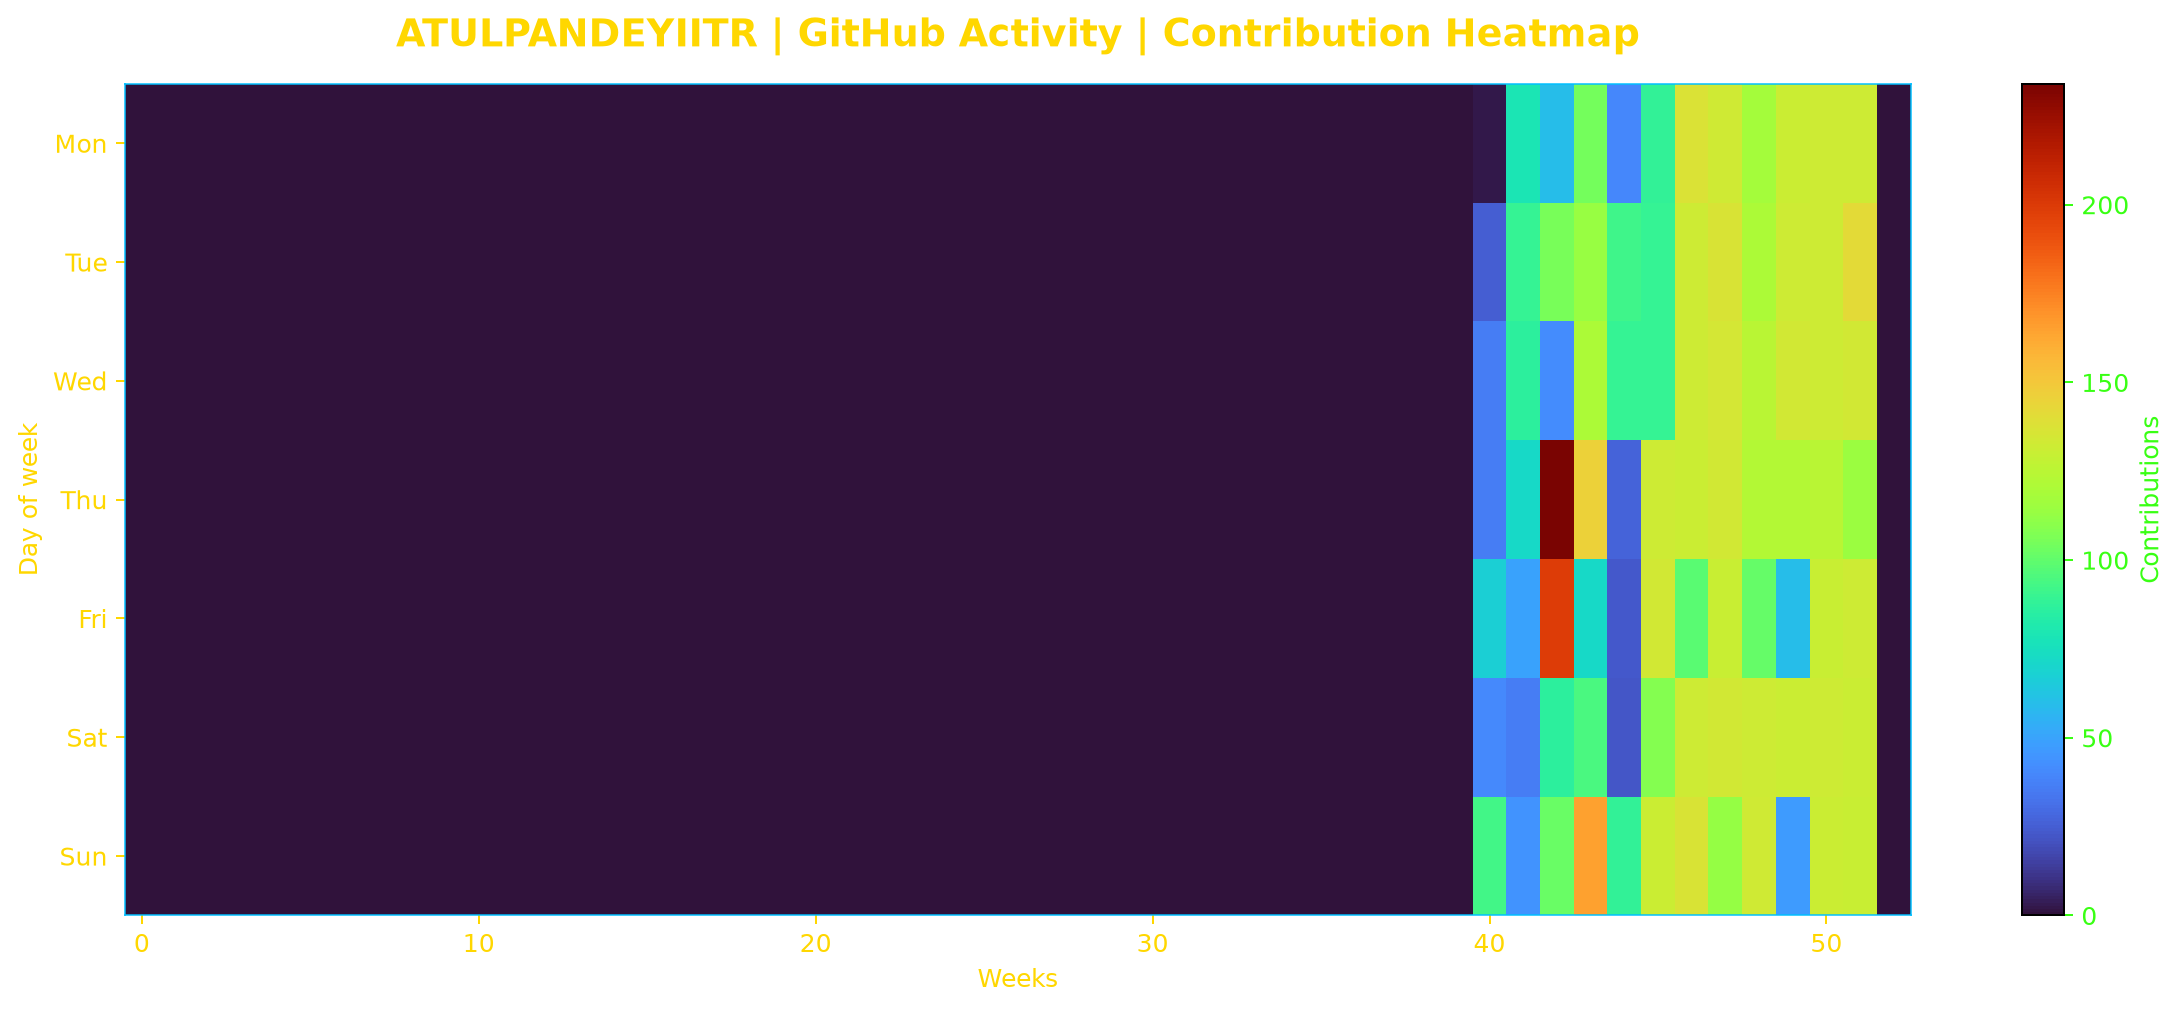 ATULPANDEYIITR | GitHub Activity | Contribution Heatmap
Day of week
Mon
Tue
Wed
Thu
Fri
Sat
Sun
0 10 20 30 40 50
Weeks
200
150
100
50
0
Contributions